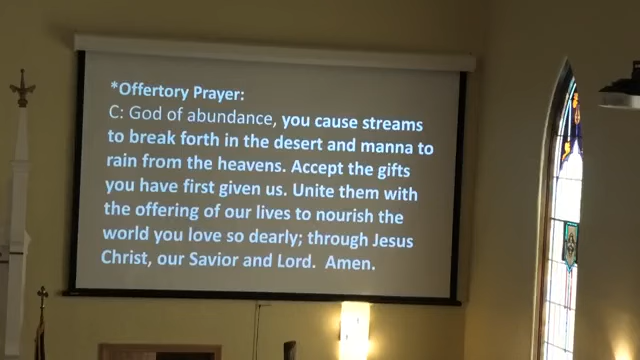 *Offertory Prayer:
C: God of abundance, you cause streams
to break forth in the desert and manna to
rain from the heavens. Accept the gifts
you have first given us. Unite them with
the offering of our lives to nourish the
world you love so dearly; through Jesus
Christ, our Savior and Lord.  Amen.